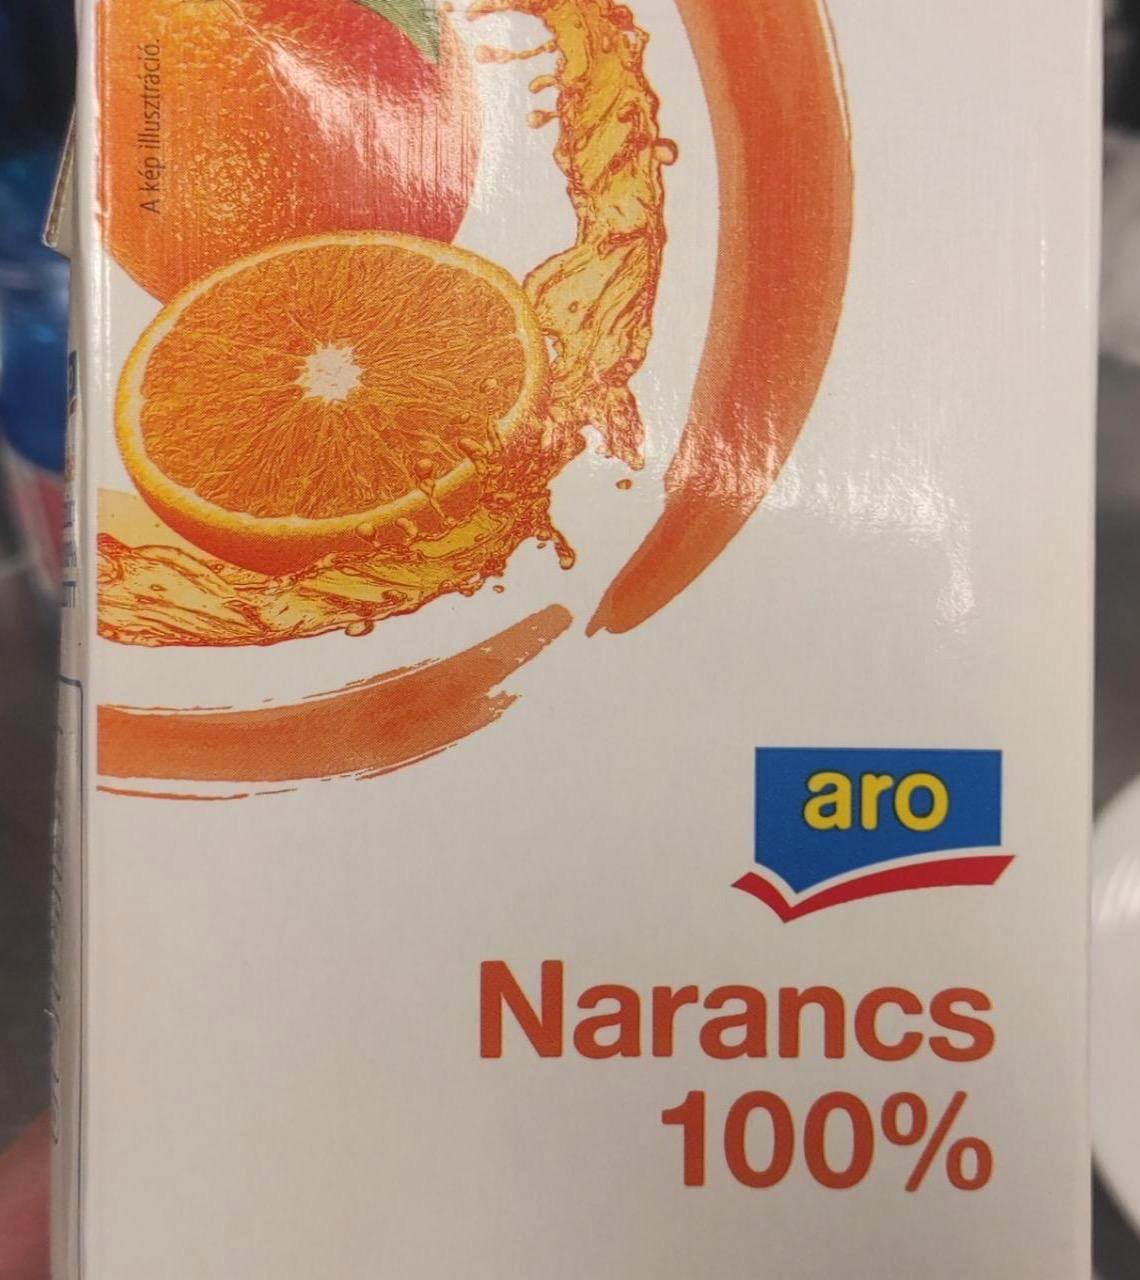 A kép illusztráció.
aro
Narancs
100%